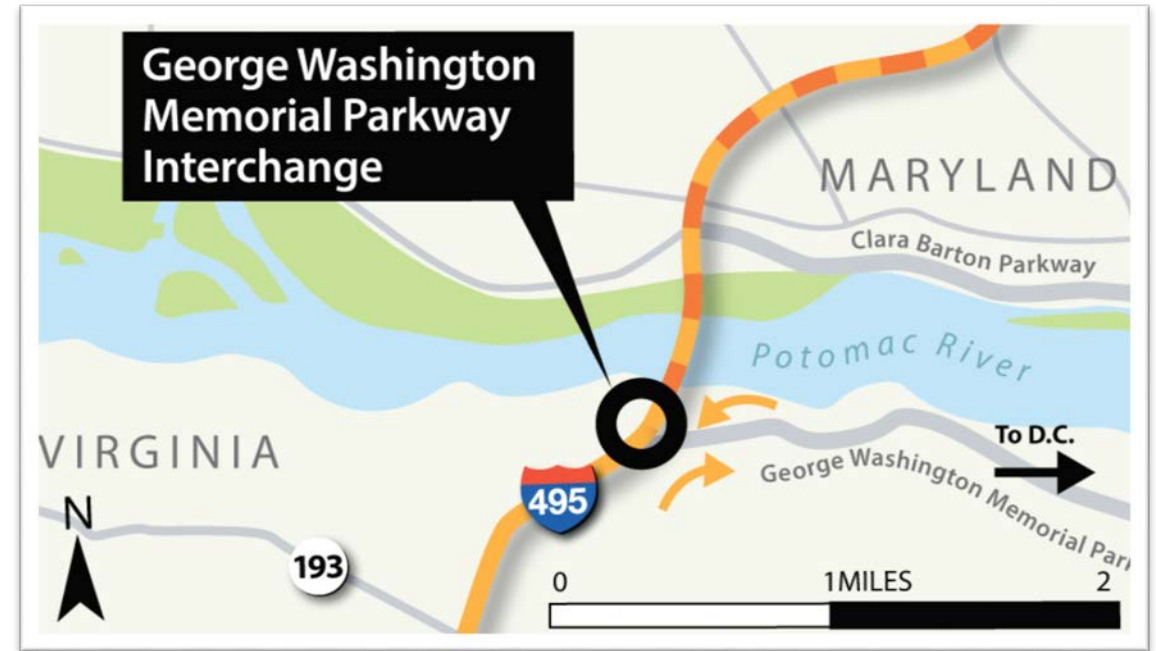 George Washington
Memorial Parkway
Interchange
MARYLAND
Clara Barton Parkway
Potomac River
VIRGINIA
To D.C.
George Washington Memorial Par
495
N
193
0 1MILES 2